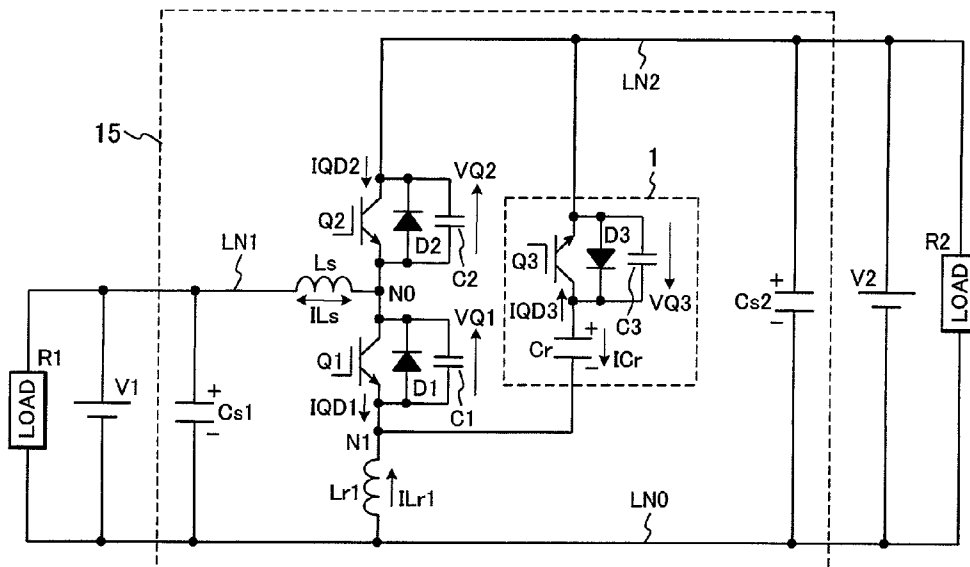 15
LN2
1
IQD2
VQ2
Q2
D2
C2
Q3
D3
C3
VQ3
R2
LOAD
V2
Cs2
+
−
LN1
Ls
ILs
N0
IQD3
Cr
+
−
ICr
R1
LOAD
V1
Cs1
+
−
Q1
VQ1
D1
C1
IQD1
N1
Lr1
ILr1
LN0